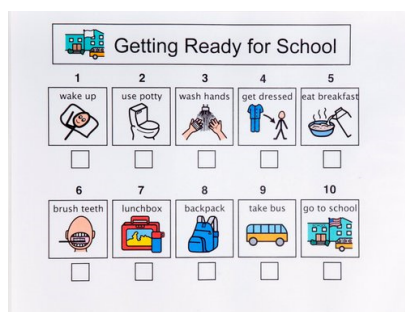 Getting Ready for School
1 2 3 4 5
wake up use potty wash hands get dressed eat breakfast
6 7 8 9 10
brush teeth lunchbox backpack take bus go to school